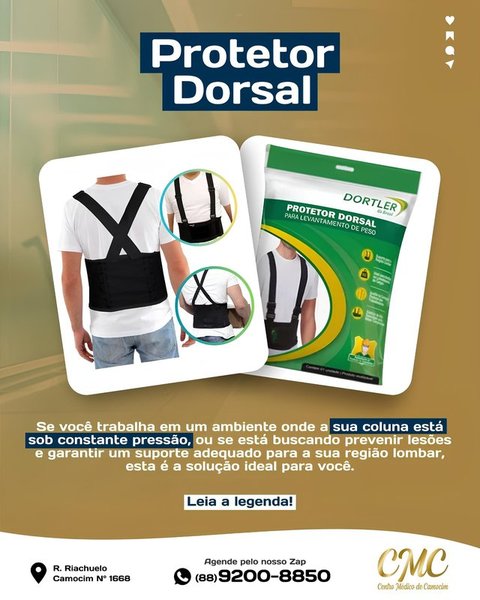 Protetor
Dorsal
DORTLER
do Brasil
PROTETOR DORSAL
PARA LEVANTAMENTO DE PESO
Se você trabalha em um ambiente onde a sua coluna está
sob constante pressão, ou se está buscando prevenir lesões
e garantir um suporte adequado para a sua região lombar,
esta é a solução ideal para você.
Leia a legenda!
R. Riachuelo
Camocim Nº 1668
Agende pelo nosso Zap
(88)9200-8850
CMC
Centro Médico de Camocim